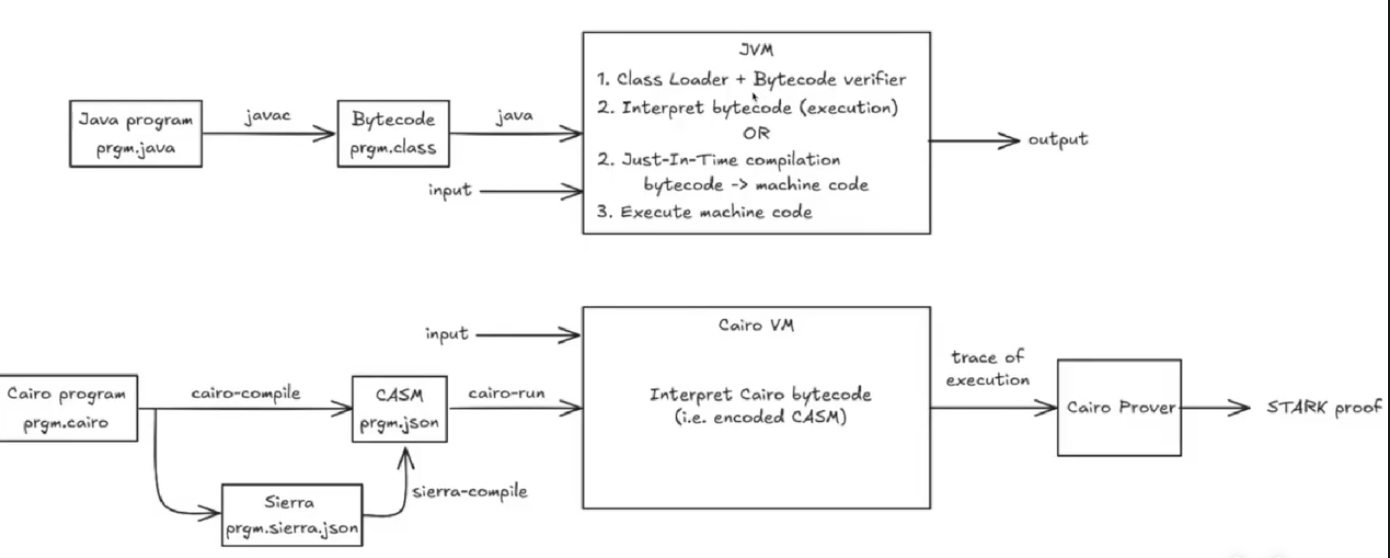 JVM
1. Class Loader + Bytecode verifier
2. Interpret bytecode (execution)
OR
2. Just-In-Time compilation
bytecode -> machine code
3. Execute machine code
Java program
prgm.java
javac
Bytecode
prgm.class
java
input
output
Cairo VM
Interpret Cairo bytecode
(i.e. encoded CASM)
input
Cairo program
prgm.cairo
cairo-compile
CASM
prgm.json
cairo-run
trace of
execution
Cairo Prover
STARK proof
Sierra
prgm.sierra.json
sierra-compile